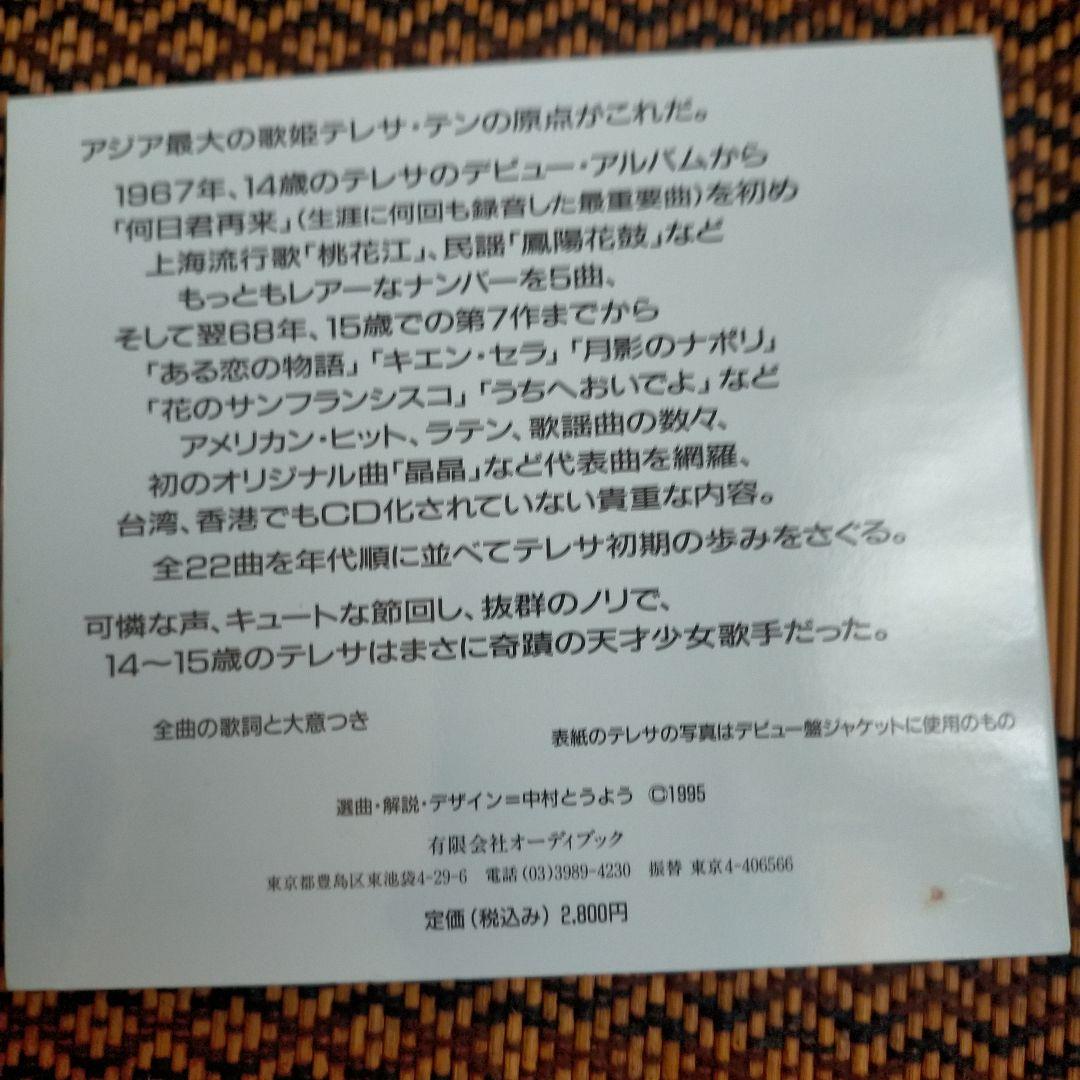 アジア最大の歌姫テレサ・テンの原点がこれだ。
1967年、14歳のテレサのデビュー・アルバムから
「何日君再来」(生涯に何回も録音した最重要曲)を初め
上海流行歌「桃花江」、民謡「鳳陽花鼓」など
もっともレアーなナンバーを5曲、
そして翌68年、15歳での第7作までから
「ある恋の物語」「キエン・セラ」「月影のナポリ」
「花のサンフランシスコ」「うちへおいでよ」など
アメリカン・ヒット、ラテン、歌謡曲の数々、
初のオリジナル曲「晶晶」など代表曲を網羅、
台湾、香港でもCD化されていない貴重な内容。
全22曲を年代順に並べてテレサ初期の歩みをさぐる。
可憐な声、キュートな節回し、抜群のノリで、
14〜15歳のテレサはまさに奇蹟の天才少女歌手だった。
全曲の歌詞と大意つき
表紙のテレサの写真はデビュー盤ジャケットに使用のもの
選曲・解説・デザイン=中村とうよう ©1995
有限会社オーディブック
東京都豊島区東池袋4-29-6 電話(03)3989-4230 振替 東京4-406566
定価(税込み) 2,800円